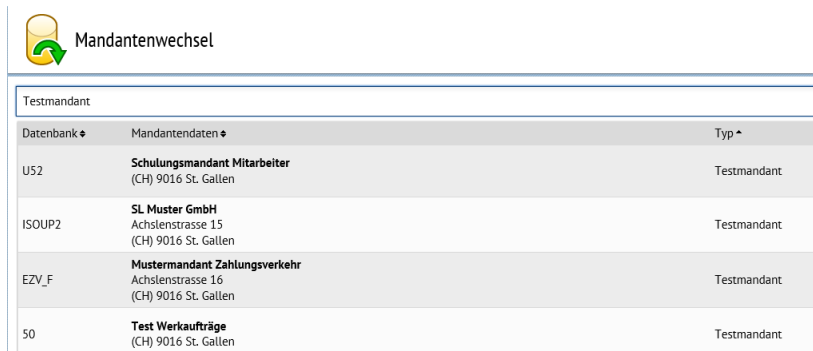 Mandantenwechsel
Testmandant
Datenbank Mandantendaten Typ
U52 Schulungsmandant Mitarbeiter Testmandant
(CH) 9016 St. Gallen
SL Muster GmbH
ISOUP2 Achslenstrasse 15 Testmandant
(CH) 9016 St. Gallen
Mustermandant Zahlungsverkehr
EZV_F Achslenstrasse 16 Testmandant
(CH) 9016 St. Gallen
50 Test Werkaufträge Testmandant
(CH) 9016 St. Gallen